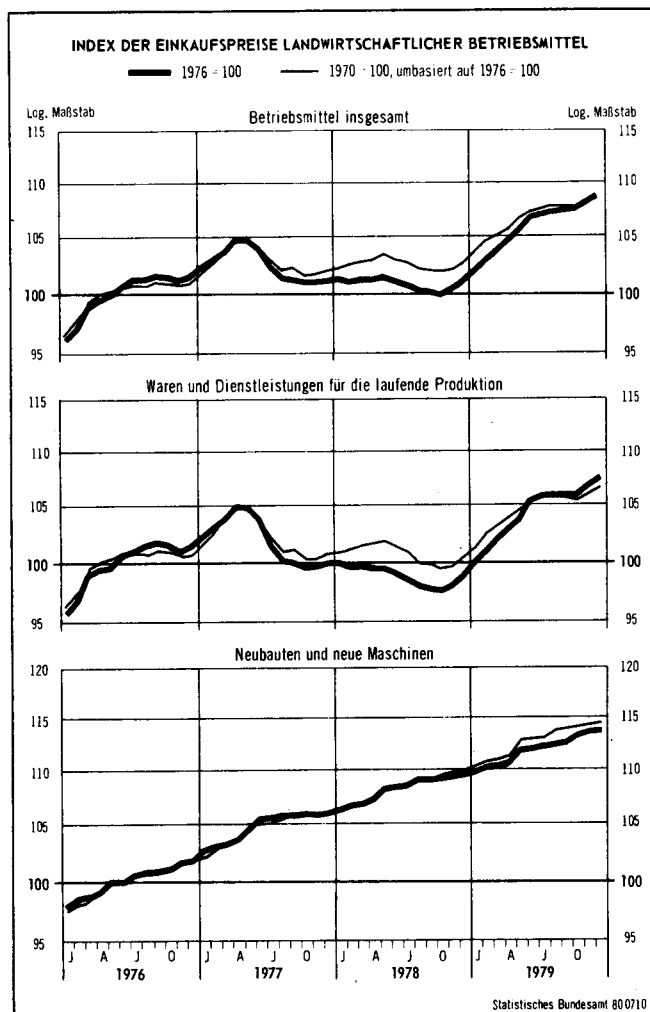 INDEX DER EINKAUFSPREISE LANDWIRTSCHAFTLICHER BETRIEBSMITTEL
1976 = 100 1970 = 100, umbasiert auf 1976 = 100
Log. Maßstab Betriebsmittel insgesamt Log. Maßstab
115 115
110 110
105 105
100 100
95 95
Waren und Dienstleistungen für die laufende Produktion
115 115
110 110
105 105
100 100
95 95
Neubauten und neue Maschinen
120 120
115 115
110 110
105 105
100 100
95 95
J A J O J A J O J A J O J A J O
1976 1977 1978 1979
Statistisches Bundesamt 80 0710